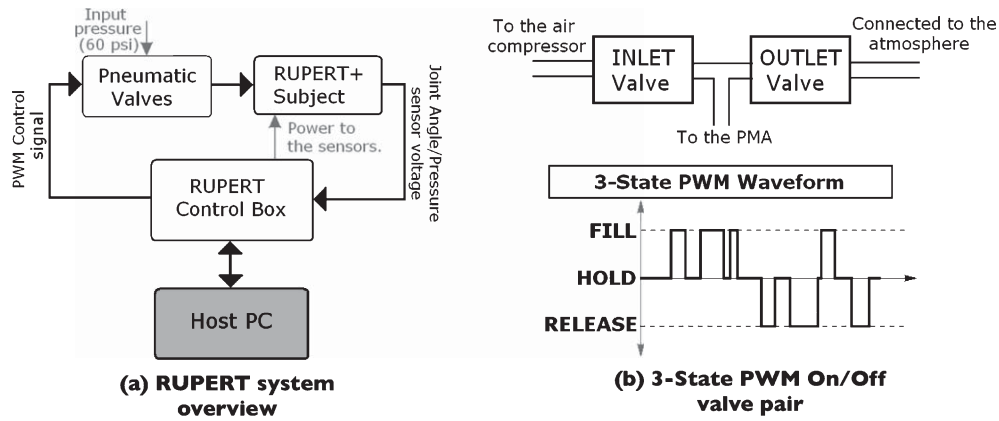 Input
pressure
(60 psi)
Pneumatic
Valves
RUPERT+
Subject
PWM Control
signal
Joint Angle/Pressure
sensor voltage
Power to
the sensors.
RUPERT
Control Box
Host PC
(a) RUPERT system
overview
To the air
compressor
INLET
Valve
OUTLET
Valve
Connected to the
atmosphere
To the PMA
3-State PWM Waveform
FILL
HOLD
RELEASE
(b) 3-State PWM On/Off
valve pair